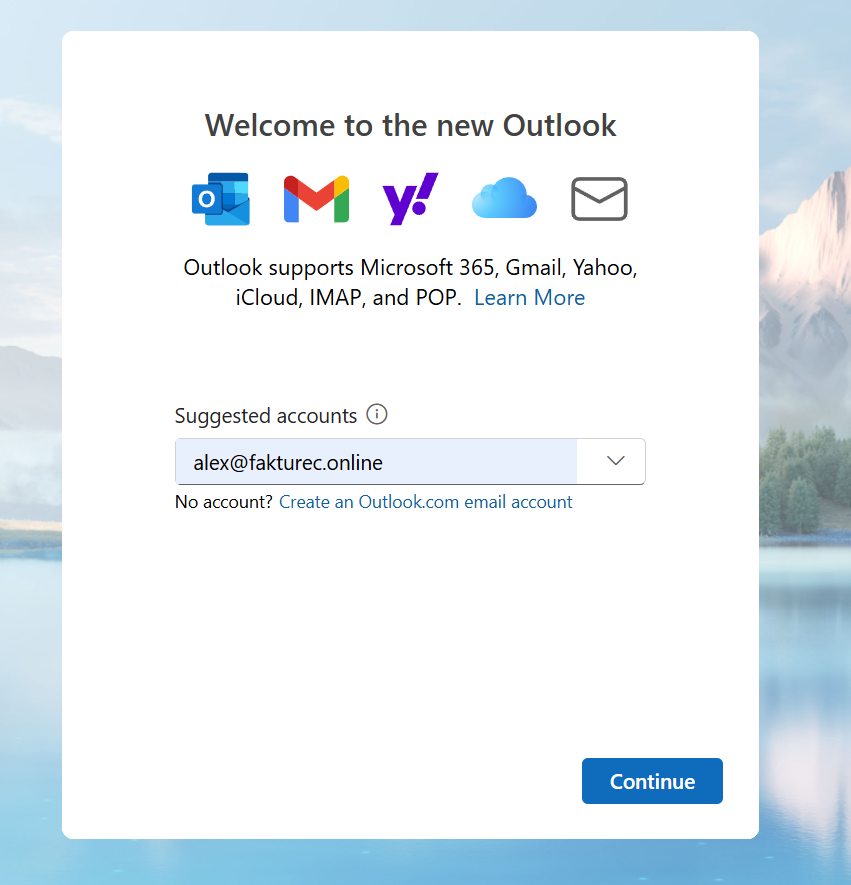 Welcome to the new Outlook
O
y!
Outlook supports Microsoft 365, Gmail, Yahoo,
iCloud, IMAP, and POP. Learn More
Suggested accounts
alex@fakturec.online
No account? Create an Outlook.com email account
Continue